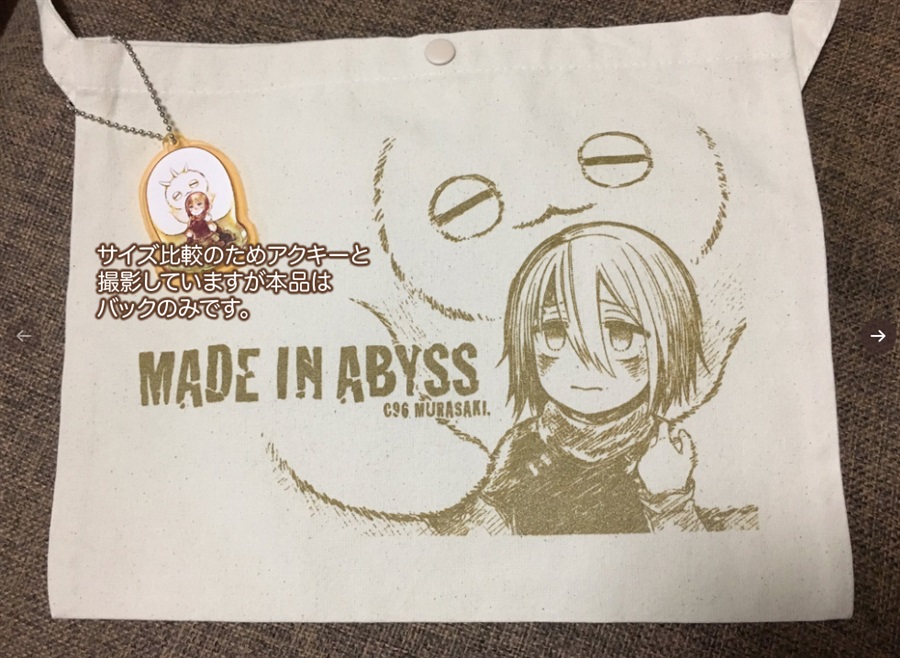 サイズ比較のためアクキーと
撮影していますが本品は
バックのみです。
MADE IN ABYSS
C96 MURASAKI.